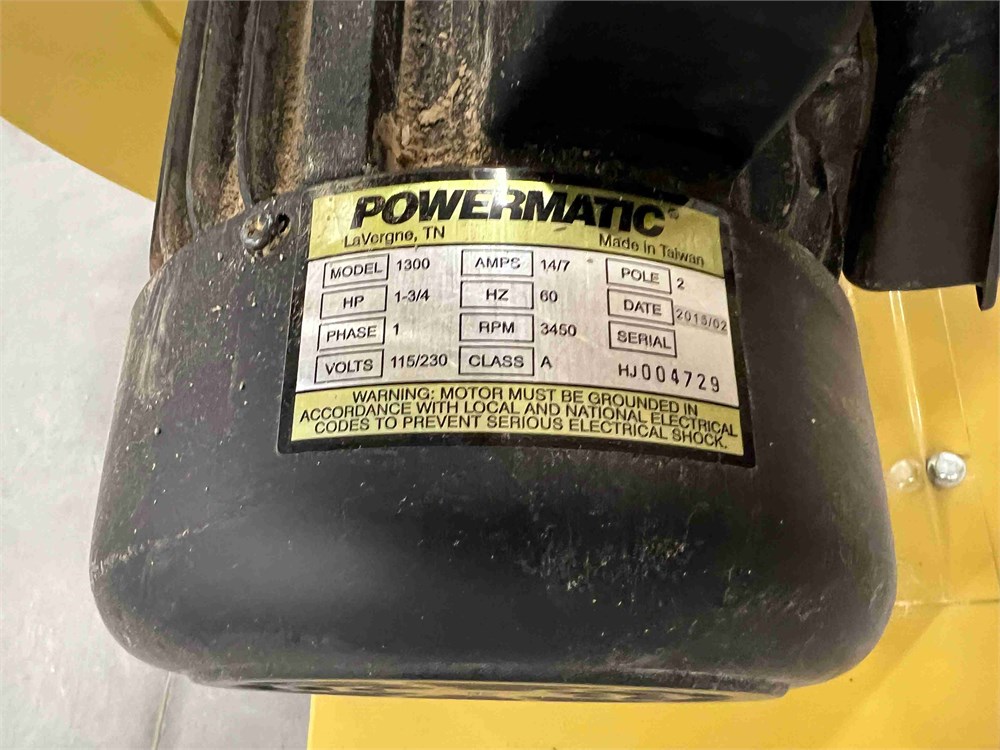 POWERMATIC®
LaVergne, TN Made in Taiwan
MODEL 1300 AMPS 14/7 POLE 2
HP 1-3/4 HZ 60 DATE 2015/02
PHASE 1 RPM 3450 SERIAL
VOLTS 115/230 CLASS A HJ004729
WARNING: MOTOR MUST BE GROUNDED IN
ACCORDANCE WITH LOCAL AND NATIONAL ELECTRICAL
CODES TO PREVENT SERIOUS ELECTRICAL SHOCK.